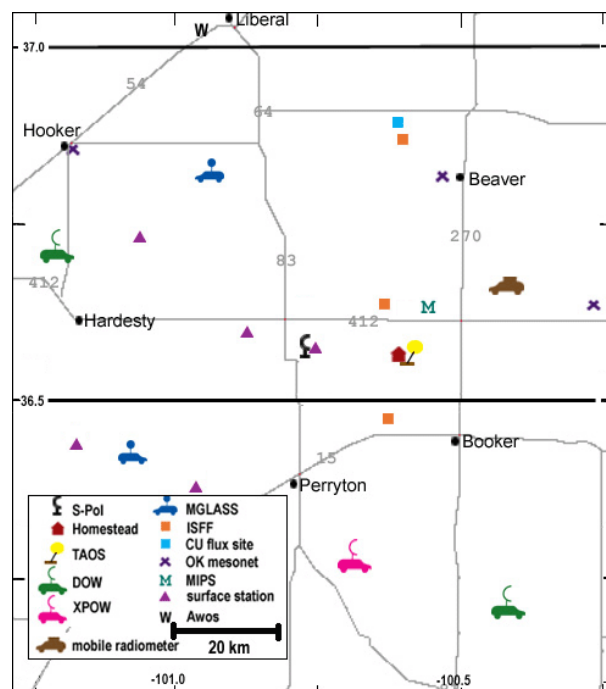 Liberal
W
37.0
54
64
Hooker
Beaver
270
83
412
Hardesty
412
M
36.5
Booker
15
Perryton
S-Pol
MGLASS
Homestead
ISFF
CU flux site
TAOS
OK mesonet
DOW
M MIPS
surface station
XPOW
W Awos
mobile radiometer
20 km
-101.0
-100.5